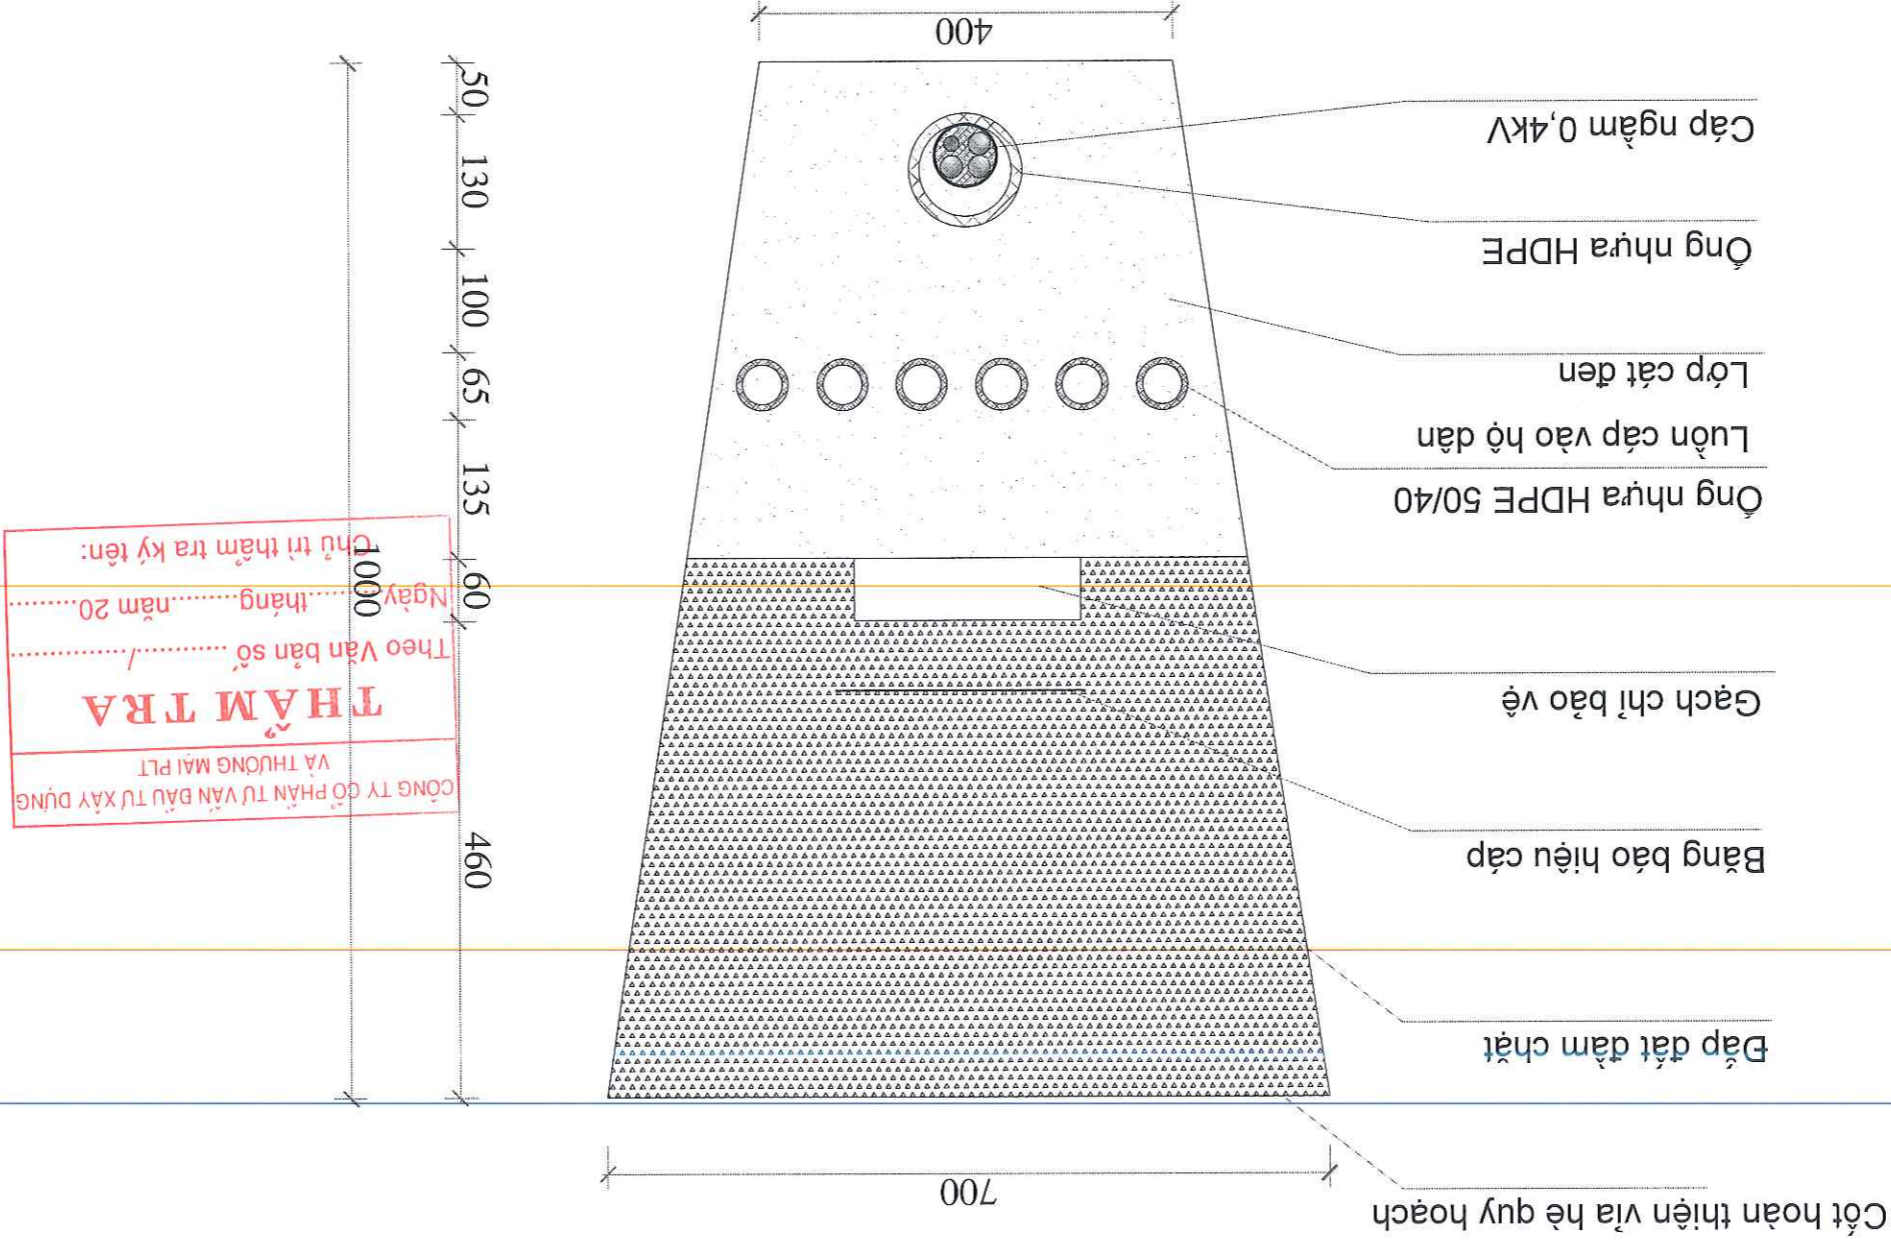 Cốt hoàn thiện vỉa hè quy hoạch
700
Đắp đất đầm chặt
Băng báo hiệu cáp
Gạch chỉ bảo vệ
Ống nhựa HDPE 50/40
Luồn cáp vào hộ dân
Lớp cát đen
Ống nhựa HDPE
Cáp ngầm 0,4kV
400
460
60
135
65
100
130
50
1000
CÔNG TY CỔ PHẦN TƯ VẤN ĐẦU TƯ XÂY DỰNG
VÀ THƯƠNG MẠI PLT
THẨM TRA
Theo Văn bản số ............/...............
Ngày.........tháng.........năm 20.........
Chủ trì thẩm tra ký tên: